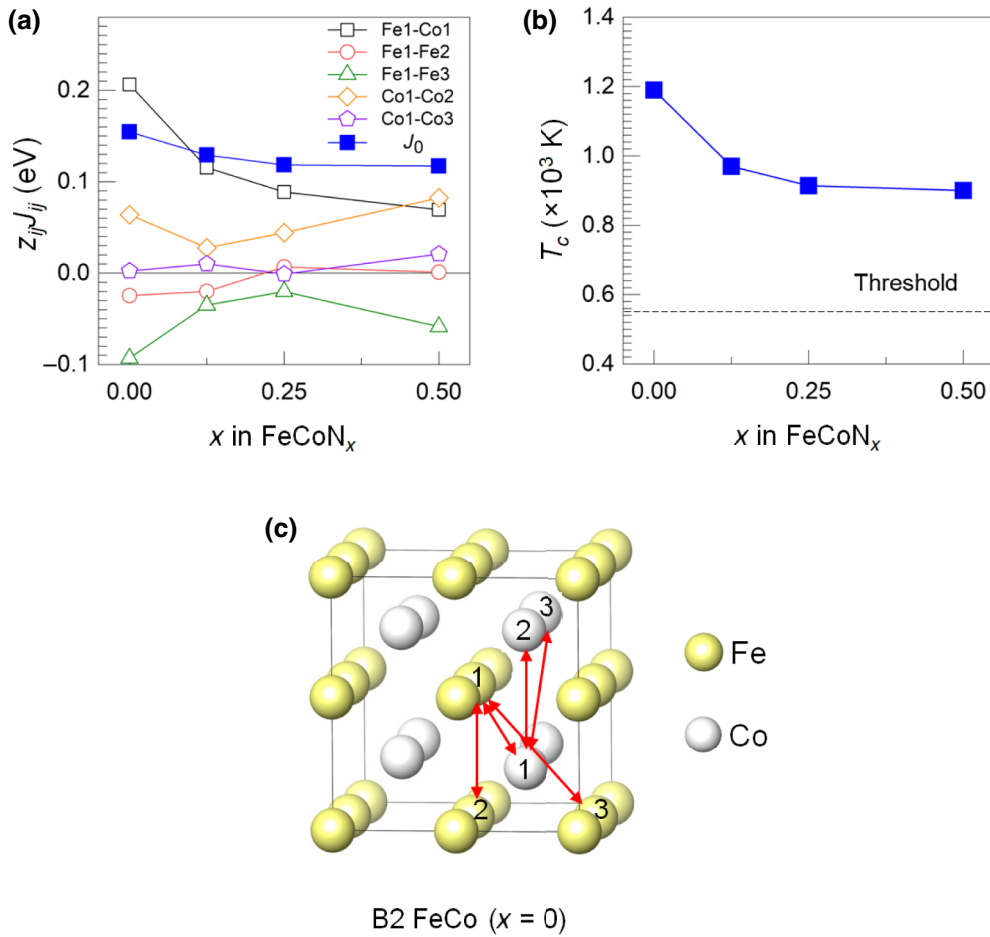 (a)
Fe1-Co1
Fe1-Fe2
Fe1-Fe3
Co1-Co2
Co1-Co3
J0
0.2
0.1
0.0
−0.1
zijJij (eV)
0.00
0.25
0.50
x in FeCoNx
(b)
1.4
1.2
1.0
0.8
0.6
0.4
Tc (×10³ K)
Threshold
0.00
0.25
0.50
x in FeCoNx
(c)
3
2
1
1
2
3
Fe
Co
B2 FeCo (x = 0)